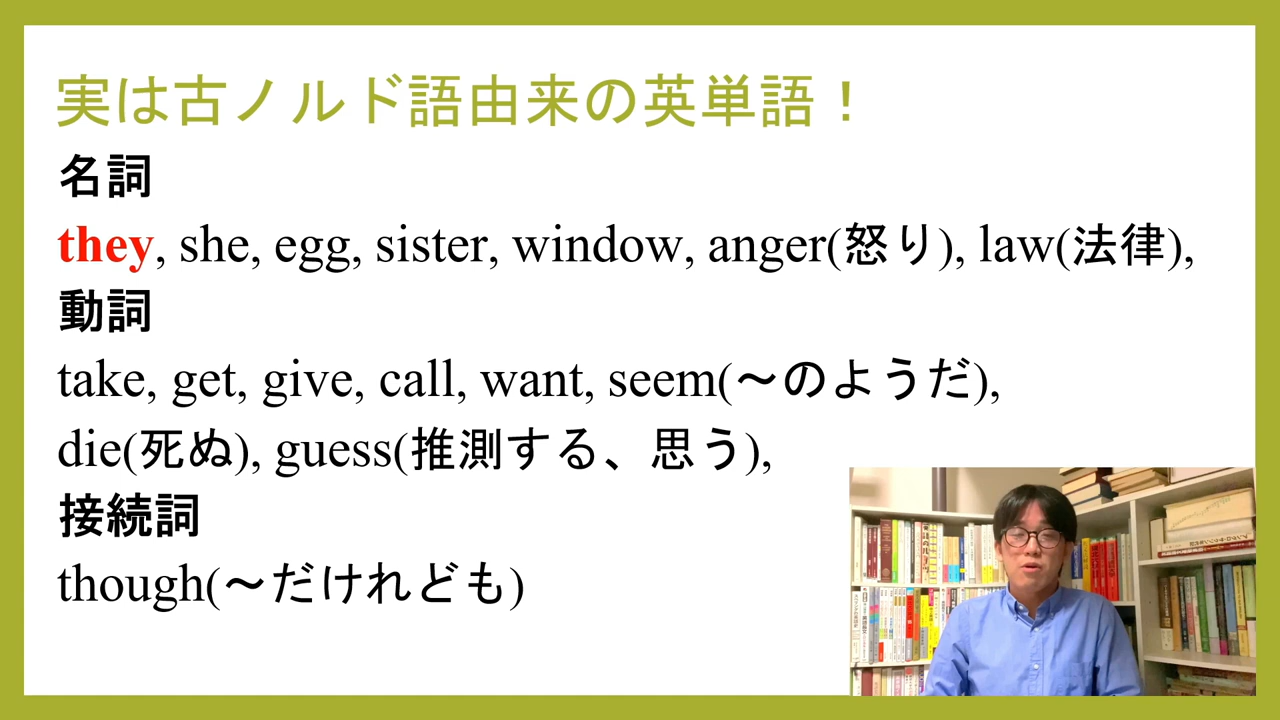 実は古ノルド語由来の英単語！
名詞
they, she, egg, sister, window, anger(怒り), law(法律),
動詞
take, get, give, call, want, seem(～のようだ),
die(死ぬ), guess(推測する、思う),
接続詞
though(～だけれども)